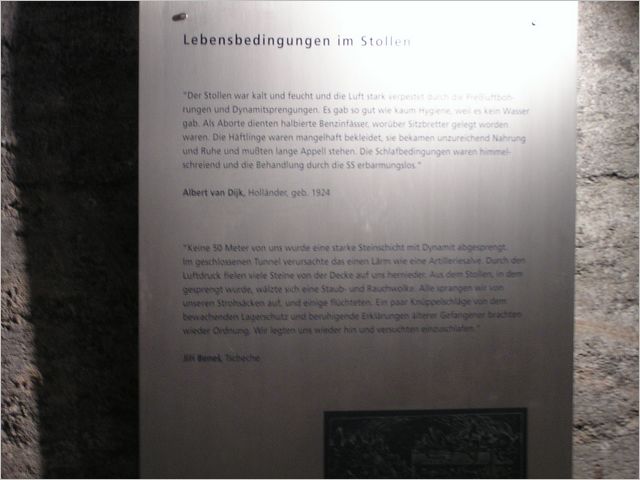 Lebensbedingungen im Stollen
"Der Stollen war kalt und feucht und die Luft stark verpestet durch die Preßluftboh-
rungen und Dynamitsprengungen. Es gab so gut wie kaum Hygiene, weil es kein Wasser
gab. Als Aborte dienten halbierte Benzinfässer, worüber Sitzbretter gelegt worden
waren. Die Häftlinge waren mangelhaft bekleidet, sie bekamen unzureichend Nahrung
und Ruhe und mußten lange Appell stehen. Die Schlafbedingungen waren himmel-
schreiend und die Behandlung durch die SS erbarmungslos."
Albert van Dijk, Holländer, geb. 1924
"Keine 50 Meter von uns wurde eine starke Steinschicht mit Dynamit abgesprengt.
Im geschlossenen Tunnel verursachte das einen Lärm wie eine Artilleriesalve. Durch den
Luftdruck fielen viele Steine von der Decke auf uns hernieder. Aus dem Stollen, in dem
gesprengt wurde, wälzte sich eine Staub- und Rauchwolke. Alle sprangen wir von
unseren Strohsäcken auf, und einige flüchteten. Ein paar Knüppelschläge von dem
bewachenden Lagerschutz und beruhigende Erklärungen älterer Gefangener brachten
wieder Ordnung. Wir legten uns wieder hin und versuchten einzuschlafen."
Jiří Beneš, Tscheche